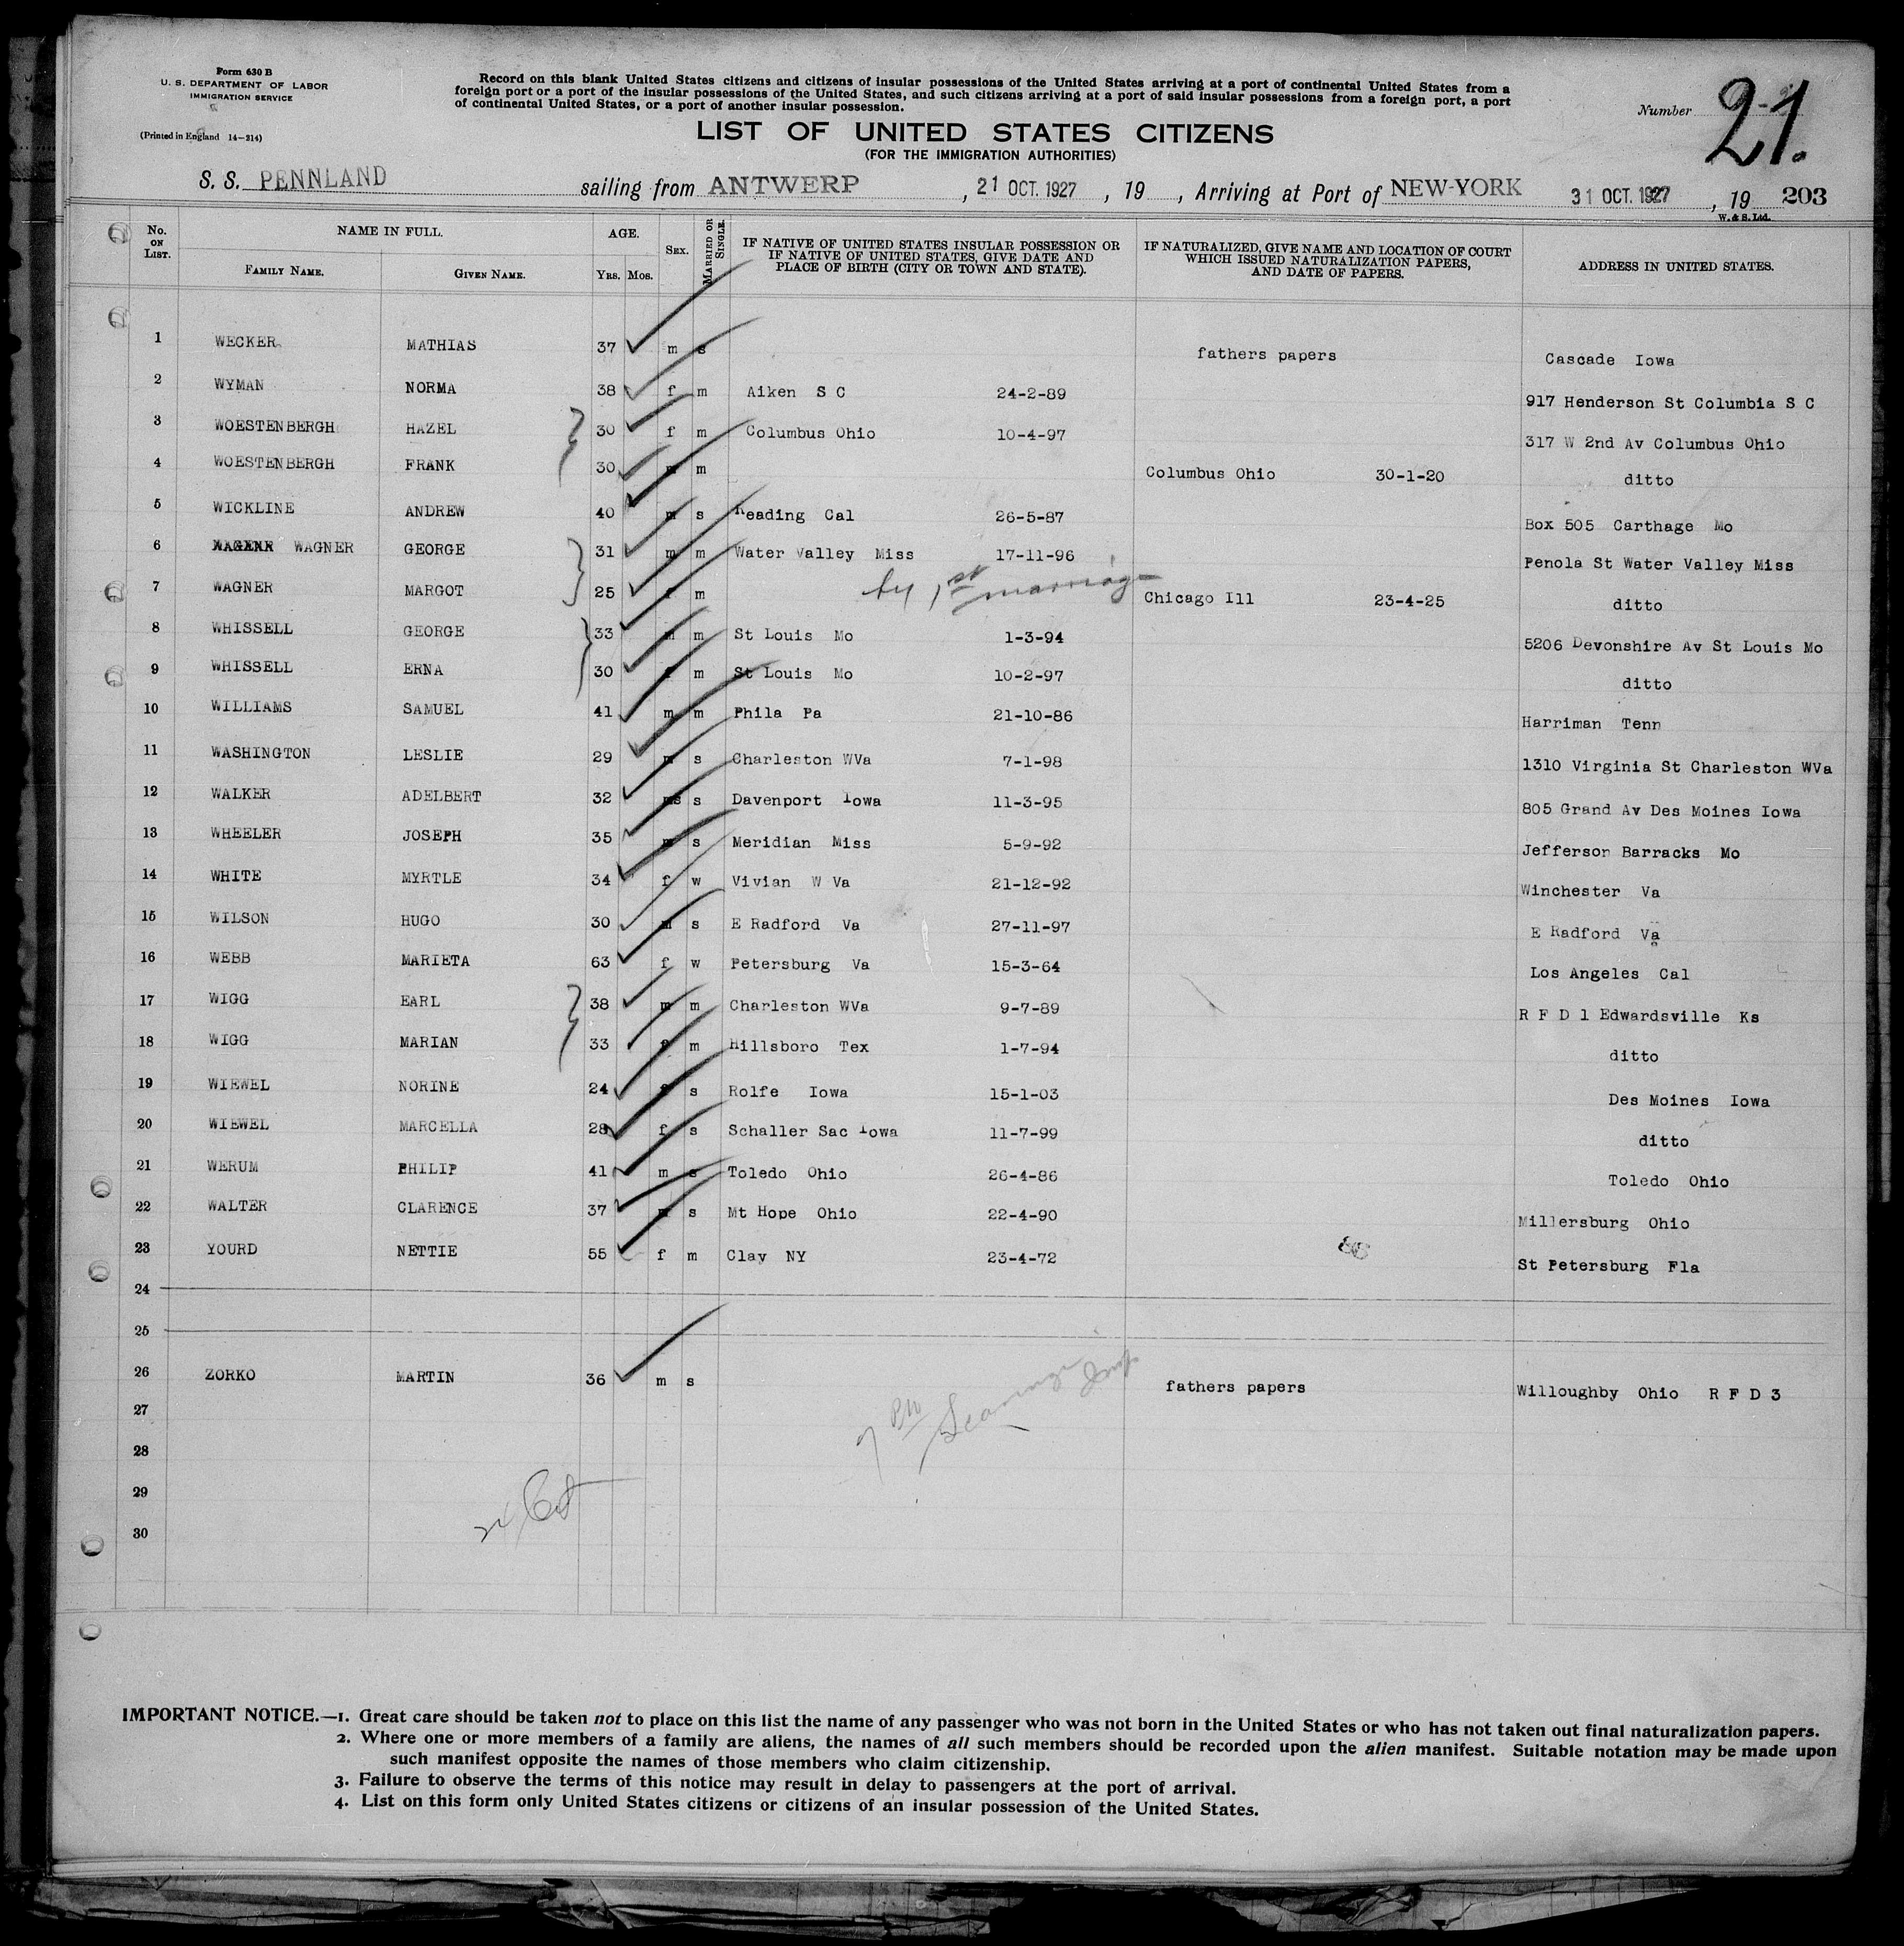 Form 630 B
U. S. DEPARTMENT OF LABOR
IMMIGRATION SERVICE
(Printed in England 14—214)
Record on this blank United States citizens and citizens of insular possessions of the United States arriving at a port of continental United States from a
foreign port or a port of the insular possessions of the United States, and such citizens arriving at a port of said insular possessions from a foreign port, a port
of continental United States, or a port of another insular possession.
Number 21.
LIST OF UNITED STATES CITIZENS
(FOR THE IMMIGRATION AUTHORITIES)
S. S. PENNLAND sailing from ANTWERP, 21 OCT. 1927, 19 , Arriving at Port of NEW-YORK 31 OCT. 1927, 19 203
W. & S. Ltd.
No. ON LIST. NAME IN FULL. AGE. SEX. MARRIED OR SINGLE. IF NATIVE OF UNITED STATES INSULAR POSSESSION OR IF NATIVE OF UNITED STATES, GIVE DATE AND PLACE OF BIRTH (CITY OR TOWN AND STATE). IF NATURALIZED, GIVE NAME AND LOCATION OF COURT WHICH ISSUED NATURALIZATION PAPERS, AND DATE OF PAPERS. ADDRESS IN UNITED STATES.
FAMILY NAME. GIVEN NAME. YRS. MOS.
1 WECKER MATHIAS 37 m s fathers papers Cascade Iowa
2 WYMAN NORMA 38 f m Aiken S C 24-2-89 917 Henderson St Columbia S C
3 WOESTENBERGH HAZEL 30 f m Columbus Ohio 10-4-97 317 W 2nd Av Columbus Ohio
4 WOESTENBERGH FRANK 30 m m Columbus Ohio 30-1-20 ditto
5 WICKLINE ANDREW 40 m s Reading Cal 26-5-87 Box 505 Carthage Mo
6 WAGNER GEORGE 31 m m Water Valley Miss 17-11-96 Penola St Water Valley Miss
7 WAGNER MARGOT 25 f m by 1st marriage Chicago Ill 23-4-25 ditto
8 WHISSELL GEORGE 33 m m St Louis Mo 1-3-94 5206 Devonshire Av St Louis Mo
9 WHISSELL ERNA 30 f m St Louis Mo 10-2-97 ditto
10 WILLIAMS SAMUEL 41 m m Phila Pa 21-10-86 Harriman Tenn
11 WASHINGTON LESLIE 29 m s Charleston WVa 7-1-98 1310 Virginia St Charleston WVa
12 WALKER ADELBERT 32 ms s Davenport Iowa 11-3-95 805 Grand Av Des Moines Iowa
13 WHEELER JOSEPH 35 m s Meridian Miss 5-9-92 Jefferson Barracks Mo
14 WHITE MYRTLE 34 f w Vivian W Va 21-12-92 Winchester Va
15 WILSON HUGO 30 m s E Radford Va 27-11-97 E Radford Va
16 WEBB MARIETA 63 f w Petersburg Va 15-3-64 Los Angeles Cal
17 WIGG EARL 38 m m Charleston WVa 9-7-89 R F D 1 Edwardsville Ks
18 WIGG MARIAN 33 f m Hillsboro Tex 1-7-94 ditto
19 WIEWEL NORINE 24 f s Rolfe Iowa 15-1-03 Des Moines Iowa
20 WIEWEL MARCELLA 28 f s Schaller Sac Iowa 11-7-99 ditto
21 WERUM PHILIP 41 m s Toledo Ohio 26-4-86 Toledo Ohio
22 WALTER CLARENCE 37 m s Mt Hope Ohio 22-4-90 Millersburg Ohio
23 YOURD NETTIE 55 f m Clay NY 23-4-72 St Petersburg Fla
24
25
26 ZORKO MARTIN 36 m s fathers papers Willoughby Ohio R F D 3
27
28
29
30
IMPORTANT NOTICE.—1. Great care should be taken not to place on this list the name of any passenger who was not born in the United States or who has not taken out final naturalization papers.
2. Where one or more members of a family are aliens, the names of all such members should be recorded upon the alien manifest. Suitable notation may be made upon
such manifest opposite the names of those members who claim citizenship.
3. Failure to observe the terms of this notice may result in delay to passengers at the port of arrival.
4. List on this form only United States citizens or citizens of an insular possession of the United States.